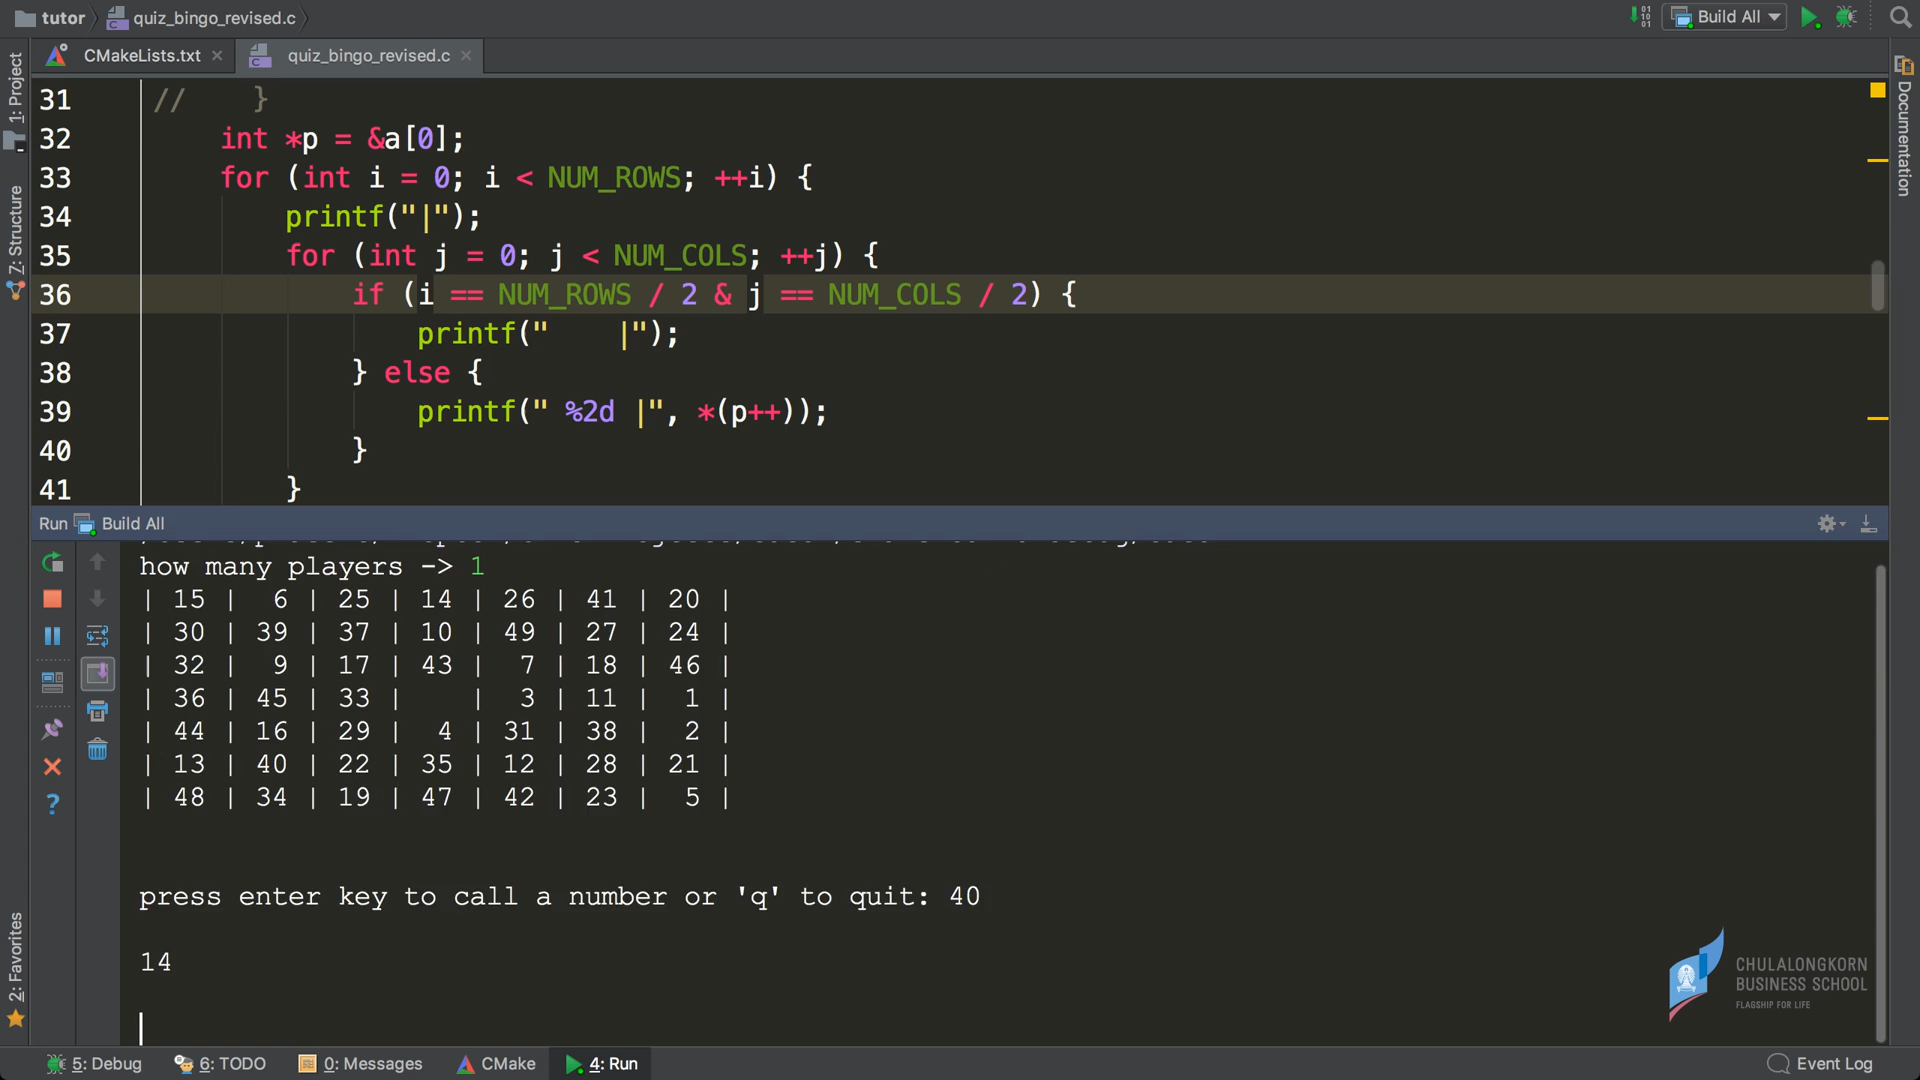 tutor quiz_bingo_revised.c Build All
CMakeLists.txt quiz_bingo_revised.c
1: Project
Z: Structure
2: Favorites
Documentation
31 // }
32 int *p = &a[0];
33 for (int i = 0; i < NUM_ROWS; ++i) {
34 printf("|");
35 for (int j = 0; j < NUM_COLS; ++j) {
36 if (i == NUM_ROWS / 2 & j == NUM_COLS / 2) {
37 printf("    |");
38 } else {
39 printf(" %2d |", *(p++));
40 }
41 }
Run Build All
how many players -> 1
| 15 |  6 | 25 | 14 | 26 | 41 | 20 |
| 30 | 39 | 37 | 10 | 49 | 27 | 24 |
| 32 |  9 | 17 | 43 |  7 | 18 | 46 |
| 36 | 45 | 33 |    |  3 | 11 |  1 |
| 44 | 16 | 29 |  4 | 31 | 38 |  2 |
| 13 | 40 | 22 | 35 | 12 | 28 | 21 |
| 48 | 34 | 19 | 47 | 42 | 23 |  5 |
press enter key to call a number or 'q' to quit: 40
14
CHULALONGKORN
BUSINESS SCHOOL
FLAGSHIP FOR LIFE
5: Debug 6: TODO 0: Messages CMake 4: Run Event Log